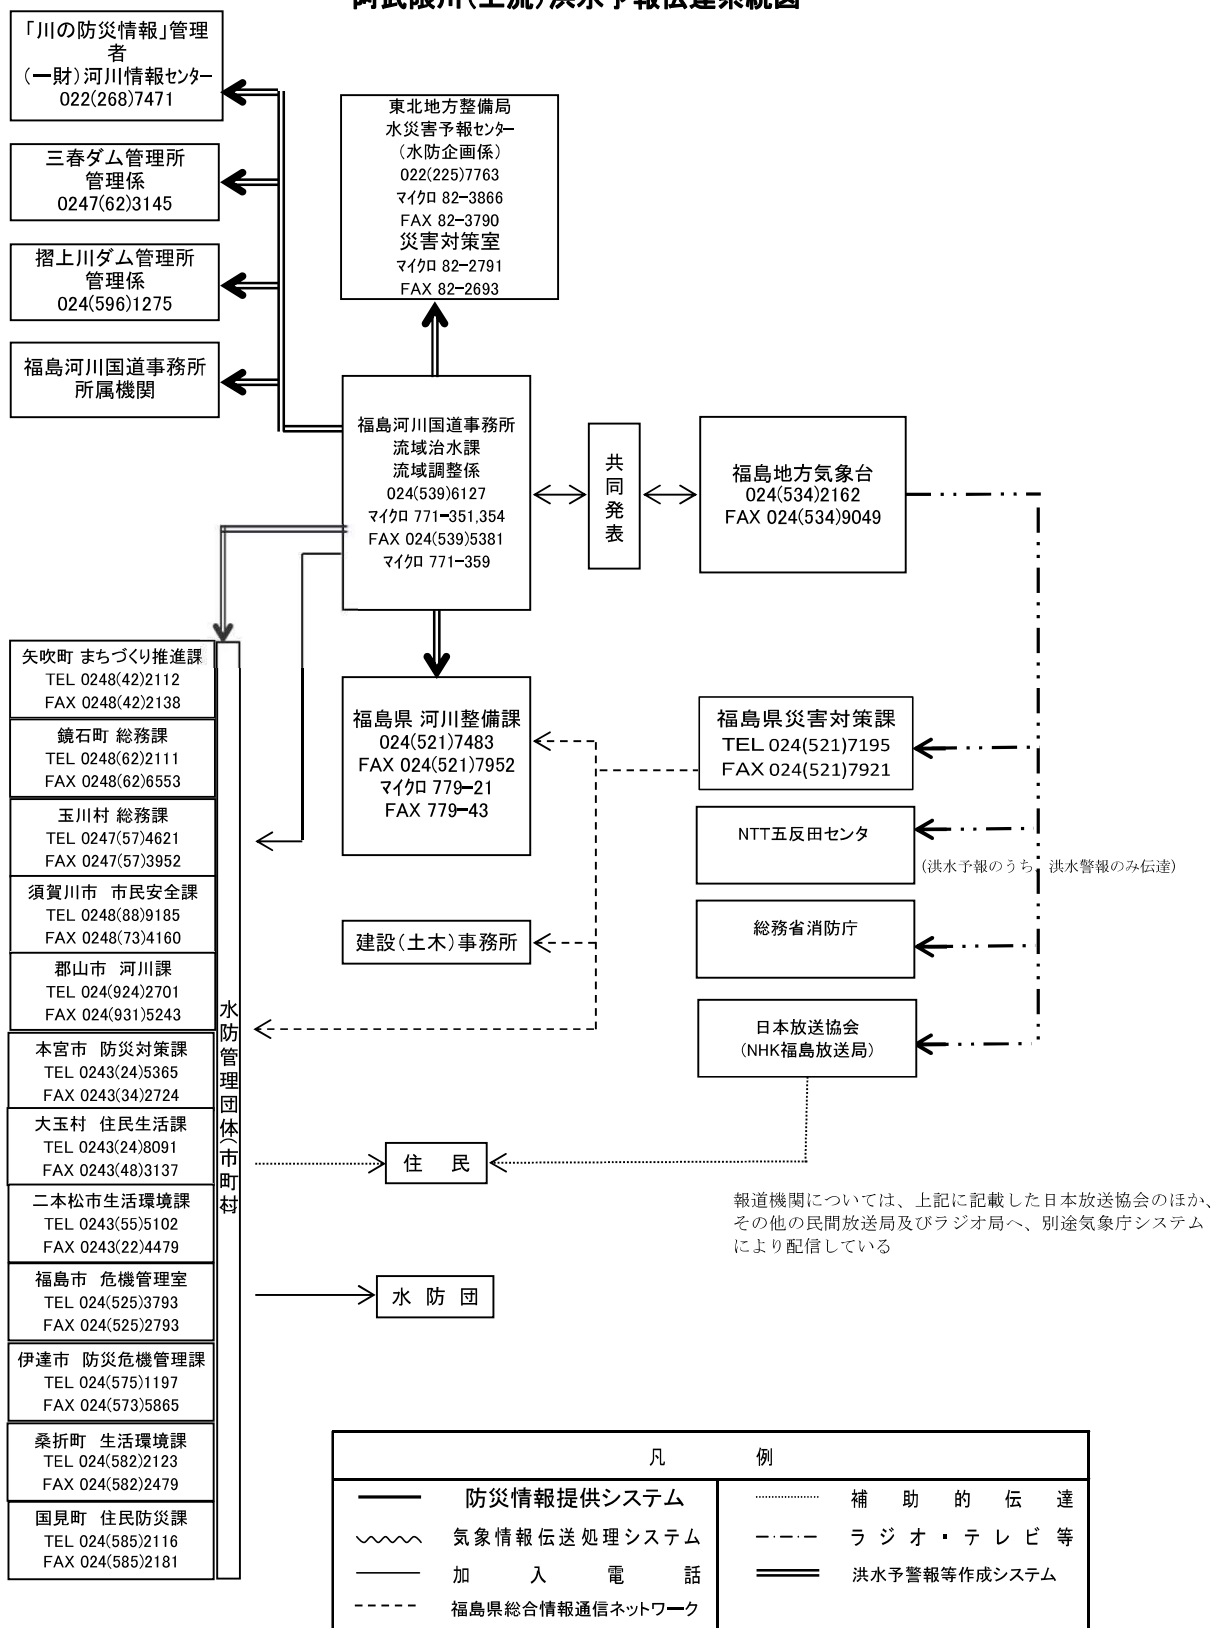 阿武隈川(上流)洪水予報伝達系統図
「川の防災情報」管理
者
(一財)河川情報センター
022(268)7471
三春ダム管理所
管理係
0247(62)3145
摺上川ダム管理所
管理係
024(596)1275
福島河川国道事務所
所属機関
東北地方整備局
水災害予報センター
(水防企画係)
022(225)7763
マイクロ 82-3866
FAX 82-3790
災害対策室
マイクロ 82-2791
FAX 82-2693
福島河川国道事務所
流域治水課
流域調整係
024(539)6127
マイクロ 771-351,354
FAX 024(539)5381
マイクロ 771-359
共
同
発
表
福島地方気象台
024(534)2162
FAX 024(534)9049
矢吹町 まちづくり推進課
TEL 0248(42)2112
FAX 0248(42)2138
鏡石町 総務課
TEL 0248(62)2111
FAX 0248(62)6553
玉川村 総務課
TEL 0247(57)4621
FAX 0247(57)3952
須賀川市 市民安全課
TEL 0248(88)9185
FAX 0248(73)4160
郡山市 河川課
TEL 024(924)2701
FAX 024(931)5243
本宮市 防災対策課
TEL 0243(24)5365
FAX 0243(34)2724
大玉村 住民生活課
TEL 0243(24)8091
FAX 0243(48)3137
二本松市生活環境課
TEL 0243(55)5102
FAX 0243(22)4479
福島市 危機管理室
TEL 024(525)3793
FAX 024(525)2793
伊達市 防災危機管理課
TEL 024(575)1197
FAX 024(573)5865
桑折町 生活環境課
TEL 024(582)2123
FAX 024(582)2479
国見町 住民防災課
TEL 024(585)2116
FAX 024(585)2181
水防管理団体(市町村)
福島県 河川整備課
024(521)7483
FAX 024(521)7952
マイクロ 779-21
FAX 779-43
建設(土木)事務所
福島県災害対策課
TEL 024(521)7195
FAX 024(521)7921
NTT五反田センタ
(洪水予報のうち、洪水警報のみ伝達)
総務省消防庁
日本放送協会
(NHK福島放送局)
住 民
水 防 団
報道機関については、上記に記載した日本放送協会のほか、
その他の民間放送局及びラジオ局へ、別途気象庁システム
により配信している
凡 例
防災情報提供システム
気象情報伝送処理システム
加 入 電 話
福島県総合情報通信ネットワーク
補 助 的 伝 達
ラ ジ オ ・ テ レ ビ 等
洪水予警報等作成システム